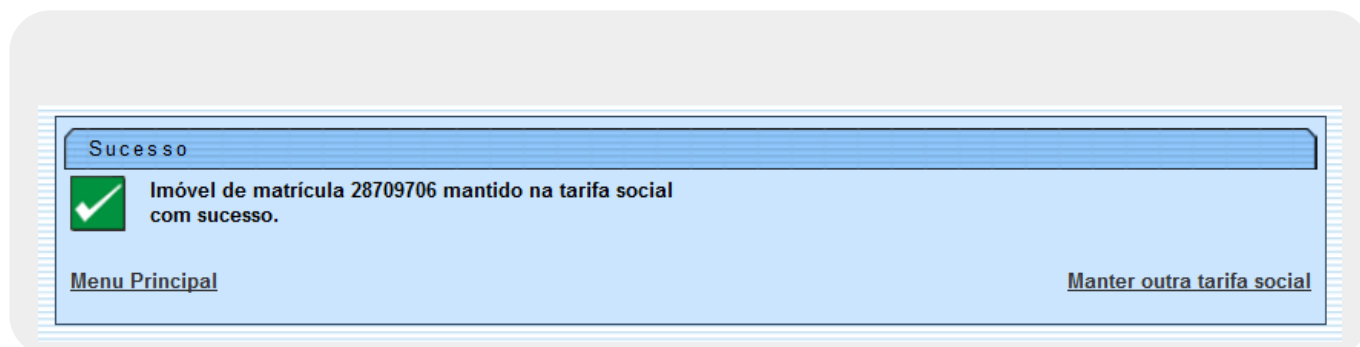 Sucesso
Imóvel de matrícula 28709706 mantido na tarifa social
com sucesso.
Menu Principal
Manter outra tarifa social